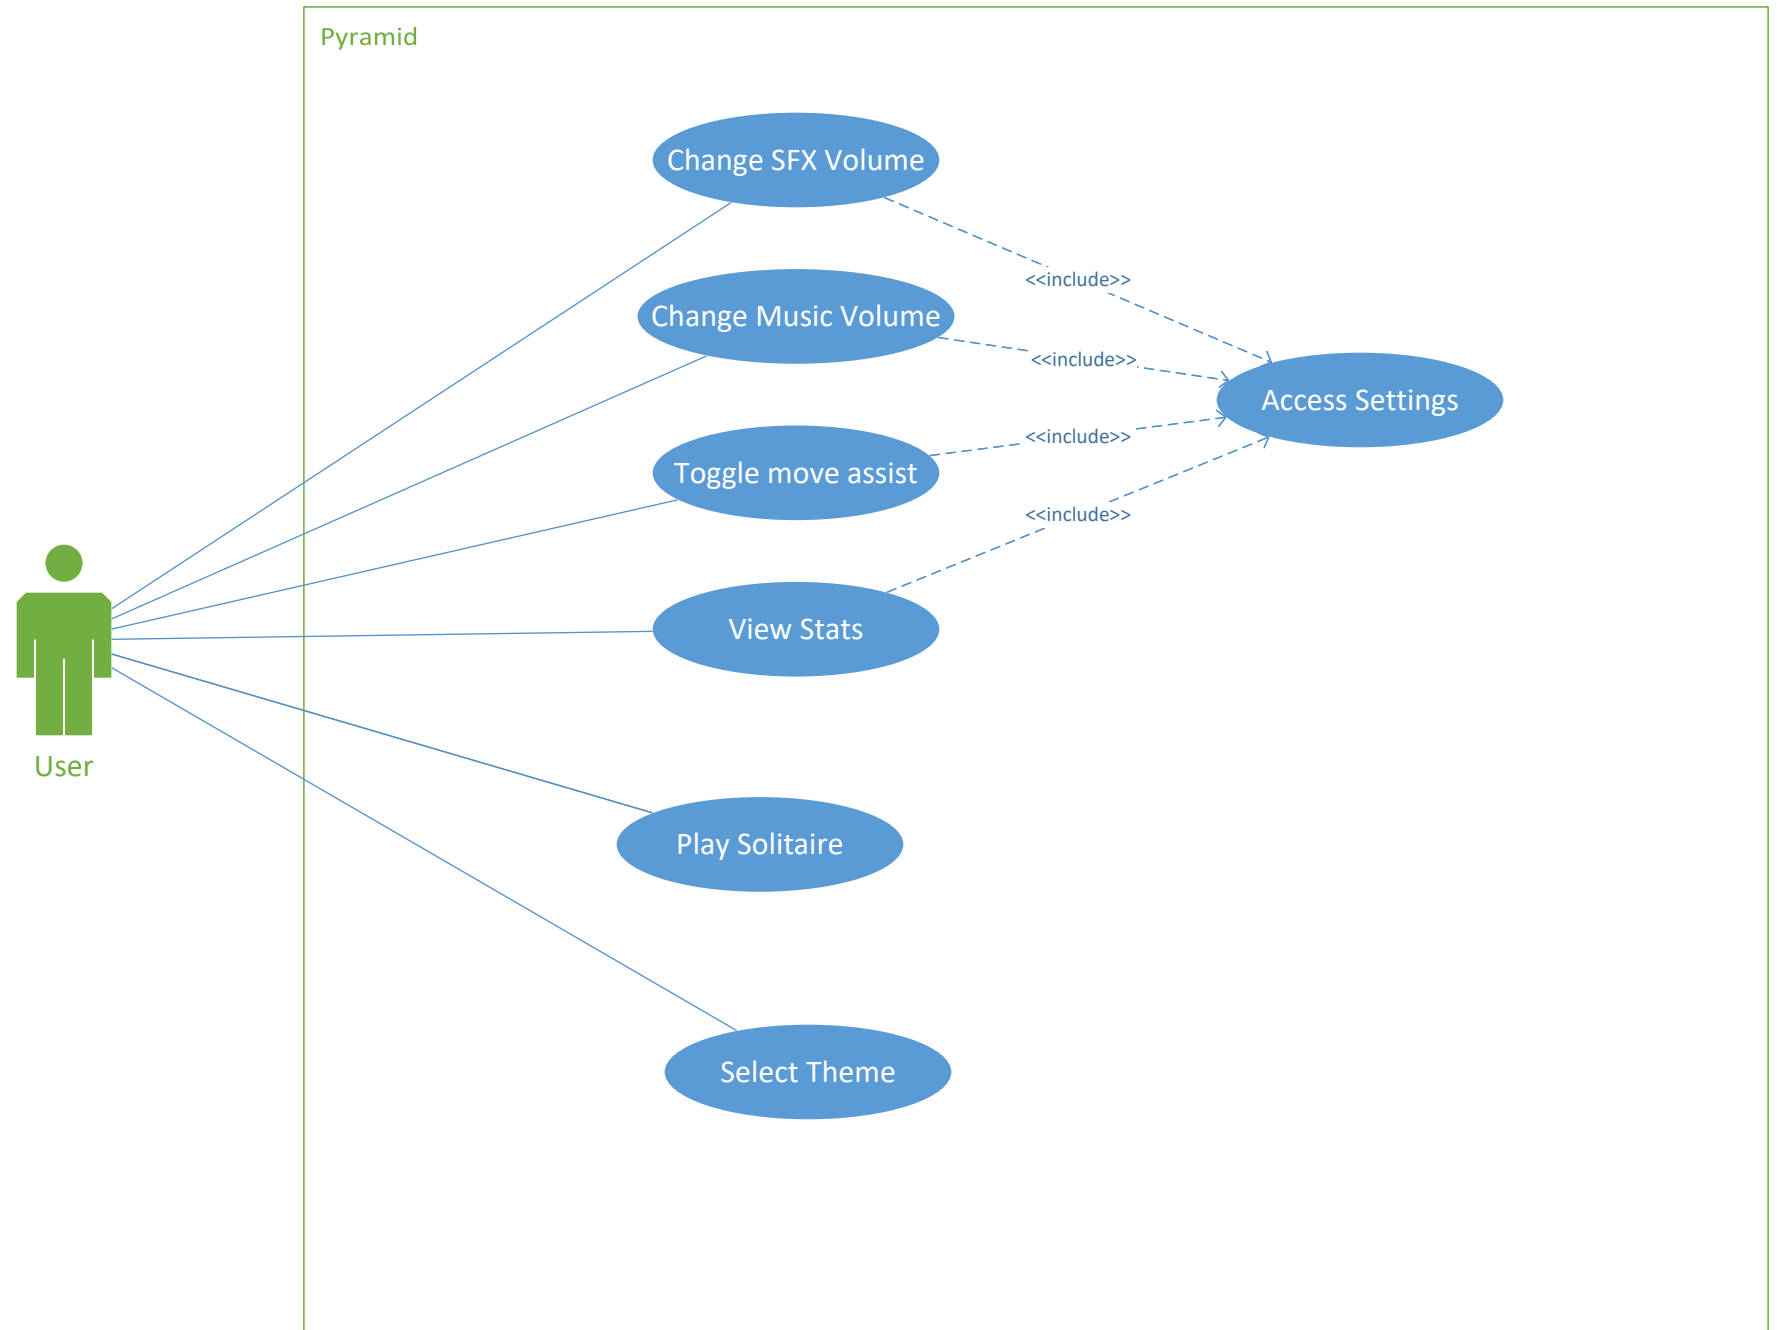 Pyramid
Change SFX Volume
<<include>>
Change Music Volume
<<include>>
Access Settings
<<include>>
Toggle move assist
<<include>>
View Stats
User
Play Solitaire
Select Theme